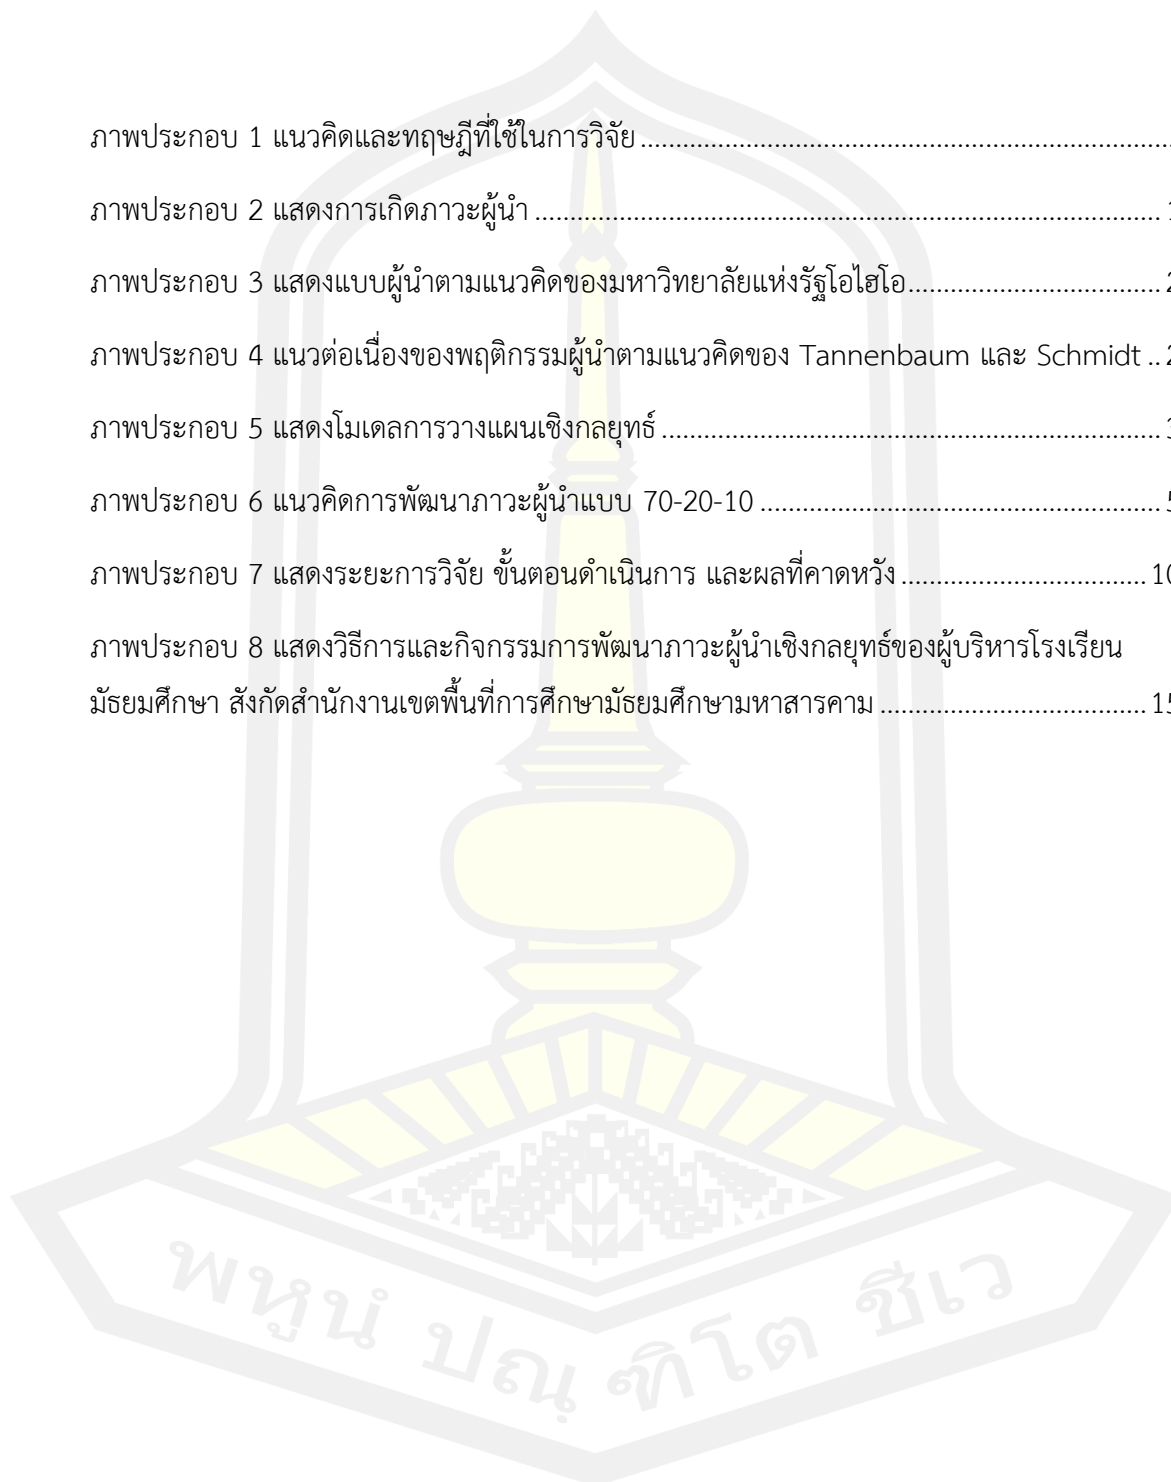 ภาพประกอบ 1 แนวคิดและทฤษฎีที่ใช้ในการวิจัย ................................................................................
ภาพประกอบ 2 แสดงการเกิดภาวะผู้นำ ................................................................................ 1
ภาพประกอบ 3 แสดงแบบผู้นำตามแนวคิดของมหาวิทยาลัยแห่งรัฐโอไฮโอ........................................ 2
ภาพประกอบ 4 แนวต่อเนื่องของพฤติกรรมผู้นำตามแนวคิดของ Tannenbaum และ Schmidt .. 2
ภาพประกอบ 5 แสดงโมเดลการวางแผนเชิงกลยุทธ์ ................................................................................ 3
ภาพประกอบ 6 แนวคิดการพัฒนาภาวะผู้นำแบบ 70-20-10 ................................................................ 5
ภาพประกอบ 7 แสดงระยะการวิจัย ขั้นตอนดำเนินการ และผลที่คาดหวัง ........................................ 10
ภาพประกอบ 8 แสดงวิธีการและกิจกรรมการพัฒนาภาวะผู้นำเชิงกลยุทธ์ของผู้บริหารโรงเรียน
มัธยมศึกษา สังกัดสำนักงานเขตพื้นที่การศึกษามัธยมศึกษามหาสารคาม ........................................ 15
พหูนํ ปณฺฑิโต ชีเว